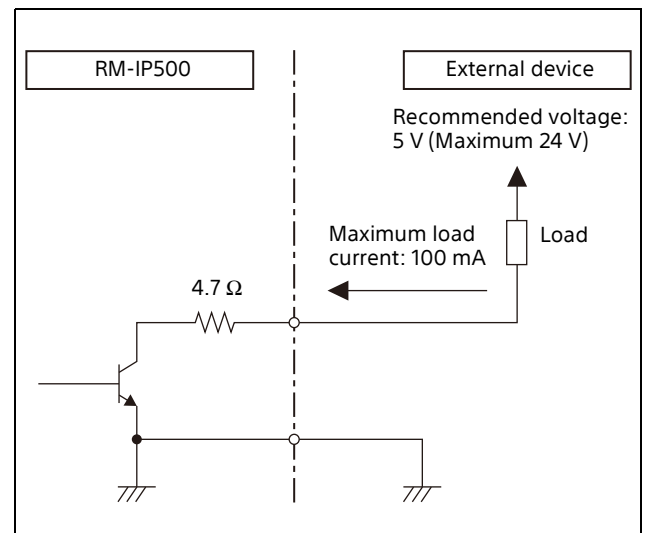 RM-IP500
External device
Recommended voltage:
5 V (Maximum 24 V)
Maximum load
current: 100 mA
Load
4.7 Ω